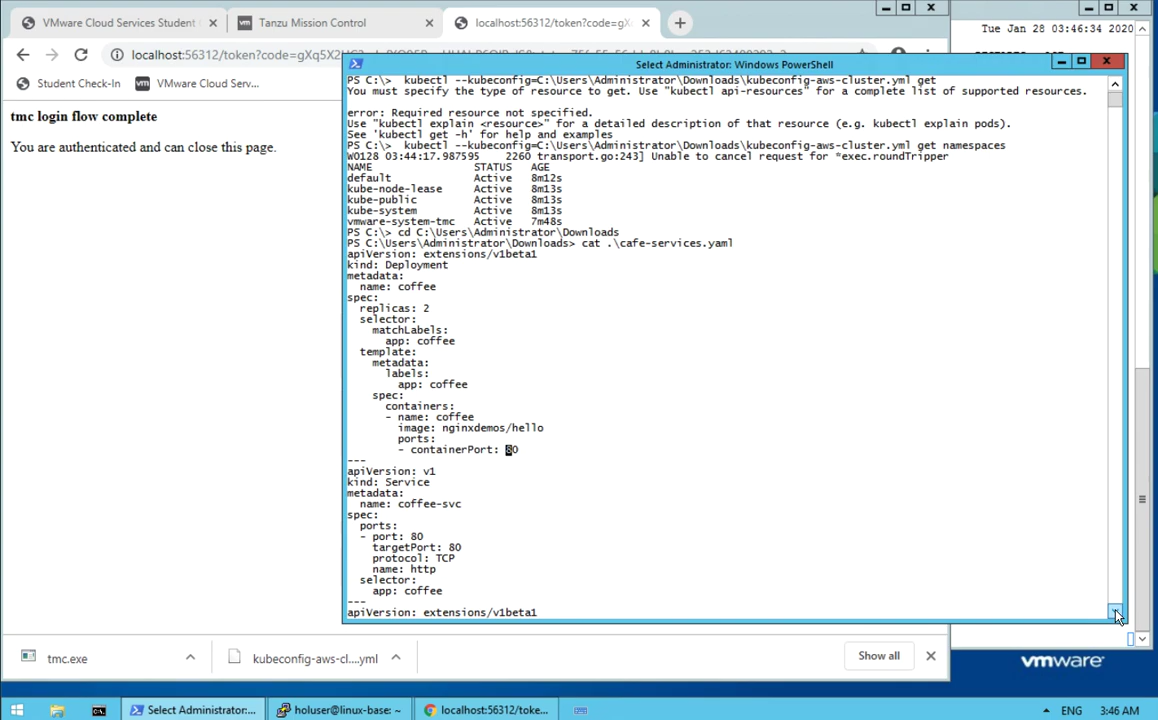 VMware Cloud Services Student
Tanzu Mission Control
localhost:56312/token?code=gX
Tue Jan 28 03:46:34 2020
Student Check-In
VMware Cloud Serv...
tmc login flow complete
You are authenticated and can close this page.
Select Administrator: Windows PowerShell
PS C:\> kubectl --kubeconfig=C:\Users\Administrator\Downloads\kubeconfig-aws-cluster.yml get
You must specify the type of resource to get. Use "kubectl api-resources" for a complete list of supported resources.
error: Required resource not specified.
Use "kubectl explain <resource>" for a detailed description of that resource (e.g. kubectl explain pods).
See 'kubectl get -h' for help and examples
PS C:\> kubectl --kubeconfig=C:\Users\Administrator\Downloads\kubeconfig-aws-cluster.yml get namespaces
W0128 03:44:17.987595 2260 transport.go:243] Unable to cancel request for *exec.roundTripper
NAME STATUS AGE
default Active 8m12s
kube-node-lease Active 8m13s
kube-public Active 8m13s
kube-system Active 8m13s
vmware-system-tmc Active 7m48s
PS C:\> cd C:\Users\Administrator\Downloads
PS C:\Users\Administrator\Downloads> cat .\cafe-services.yaml
apiVersion: extensions/v1beta1
kind: Deployment
metadata:
name: coffee
spec:
replicas: 2
selector:
matchLabels:
app: coffee
template:
metadata:
labels:
app: coffee
spec:
containers:
- name: coffee
image: nginxdemos/hello
ports:
- containerPort: 80
---
apiVersion: v1
kind: Service
metadata:
name: coffee-svc
spec:
ports:
- port: 80
targetPort: 80
protocol: TCP
name: http
selector:
app: coffee
---
apiVersion: extensions/v1beta1
tmc.exe
kubeconfig-aws-cl....yml
Show all
vmware
Select Administrator:...
holuser@linux-base: ~
localhost:56312/toke...
ENG
3:46 AM